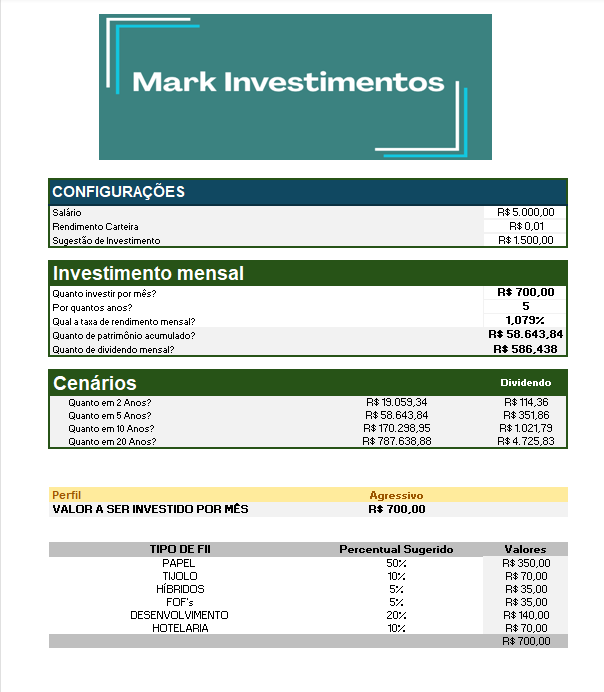 Mark Investimentos
CONFIGURAÇÕES
Salário R$ 5.000,00
Rendimento Carteira R$ 0,01
Sugestão de Investimento R$ 1.500,00
Investimento mensal
Quanto investir por mês? R$ 700,00
Por quantos anos? 5
Qual a taxa de rendimento mensal? 1,079%
Quanto de patrimônio acumulado? R$ 58.643,84
Quanto de dividendo mensal? R$ 586,438
Cenários Dividendo
Quanto em 2 Anos? R$ 19.059,34 R$ 114,36
Quanto em 5 Anos? R$ 58.643,84 R$ 351,86
Quanto em 10 Anos? R$ 170.298,95 R$ 1.021,79
Quanto em 20 Anos? R$ 787.638,88 R$ 4.725,83
Perfil Agressivo
VALOR A SER INVESTIDO POR MÊS R$ 700,00
TIPO DE FII Percentual Sugerido Valores
PAPEL 50% R$ 350,00
TIJOLO 10% R$ 70,00
HÍBRIDOS 5% R$ 35,00
FOF's 5% R$ 35,00
DESENVOLVIMENTO 20% R$ 140,00
HOTELARIA 10% R$ 70,00
R$ 700,00